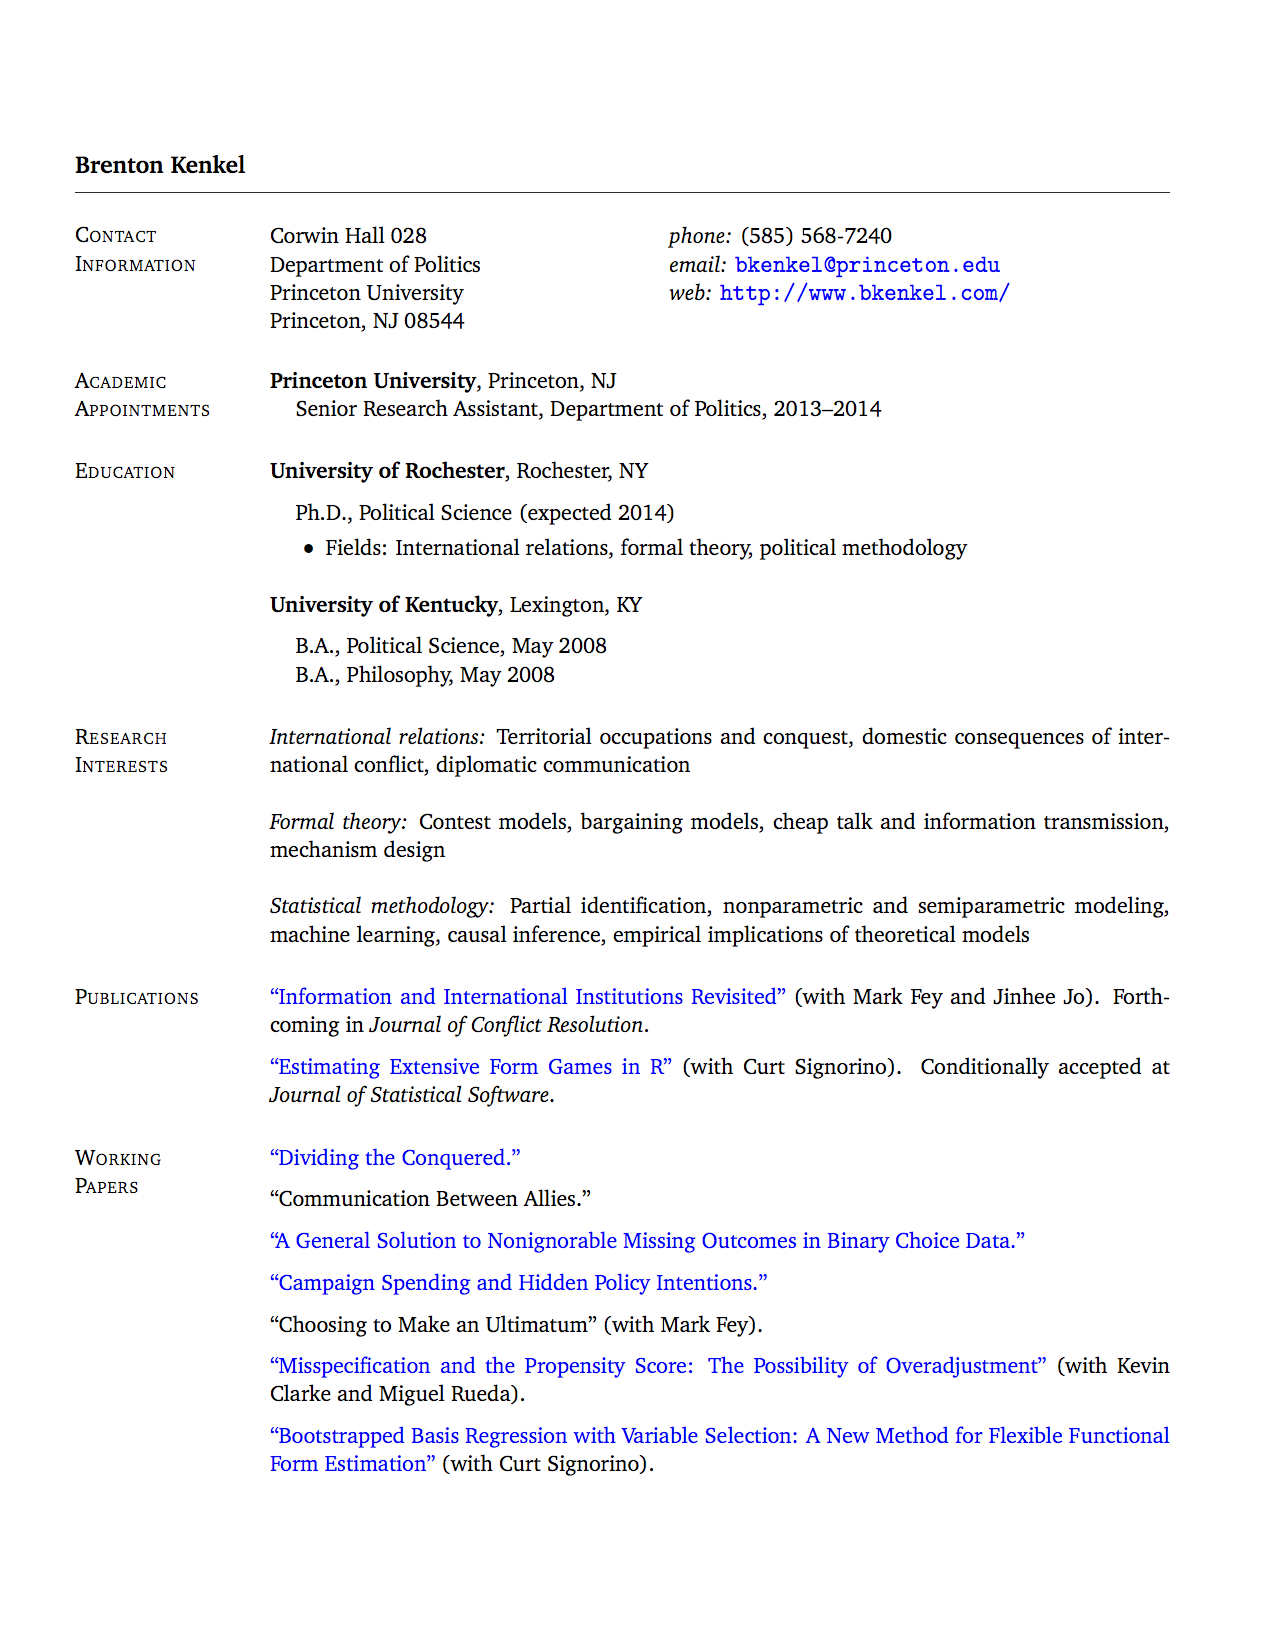 Brenton Kenkel
CONTACT INFORMATION
Corwin Hall 028
Department of Politics
Princeton University
Princeton, NJ 08544
phone: (585) 568-7240
email: bkenkel@princeton.edu
web: http://www.bkenkel.com/
ACADEMIC APPOINTMENTS
Princeton University, Princeton, NJ
Senior Research Assistant, Department of Politics, 2013–2014
EDUCATION
University of Rochester, Rochester, NY
Ph.D., Political Science (expected 2014)
• Fields: International relations, formal theory, political methodology
University of Kentucky, Lexington, KY
B.A., Political Science, May 2008
B.A., Philosophy, May 2008
RESEARCH INTERESTS
International relations: Territorial occupations and conquest, domestic consequences of inter-
national conflict, diplomatic communication
Formal theory: Contest models, bargaining models, cheap talk and information transmission,
mechanism design
Statistical methodology: Partial identification, nonparametric and semiparametric modeling,
machine learning, causal inference, empirical implications of theoretical models
PUBLICATIONS
“Information and International Institutions Revisited” (with Mark Fey and Jinhee Jo). Forth-
coming in Journal of Conflict Resolution.
“Estimating Extensive Form Games in R” (with Curt Signorino). Conditionally accepted at
Journal of Statistical Software.
WORKING PAPERS
“Dividing the Conquered.”
“Communication Between Allies.”
“A General Solution to Nonignorable Missing Outcomes in Binary Choice Data.”
“Campaign Spending and Hidden Policy Intentions.”
“Choosing to Make an Ultimatum” (with Mark Fey).
“Misspecification and the Propensity Score: The Possibility of Overadjustment” (with Kevin
Clarke and Miguel Rueda).
“Bootstrapped Basis Regression with Variable Selection: A New Method for Flexible Functional
Form Estimation” (with Curt Signorino).